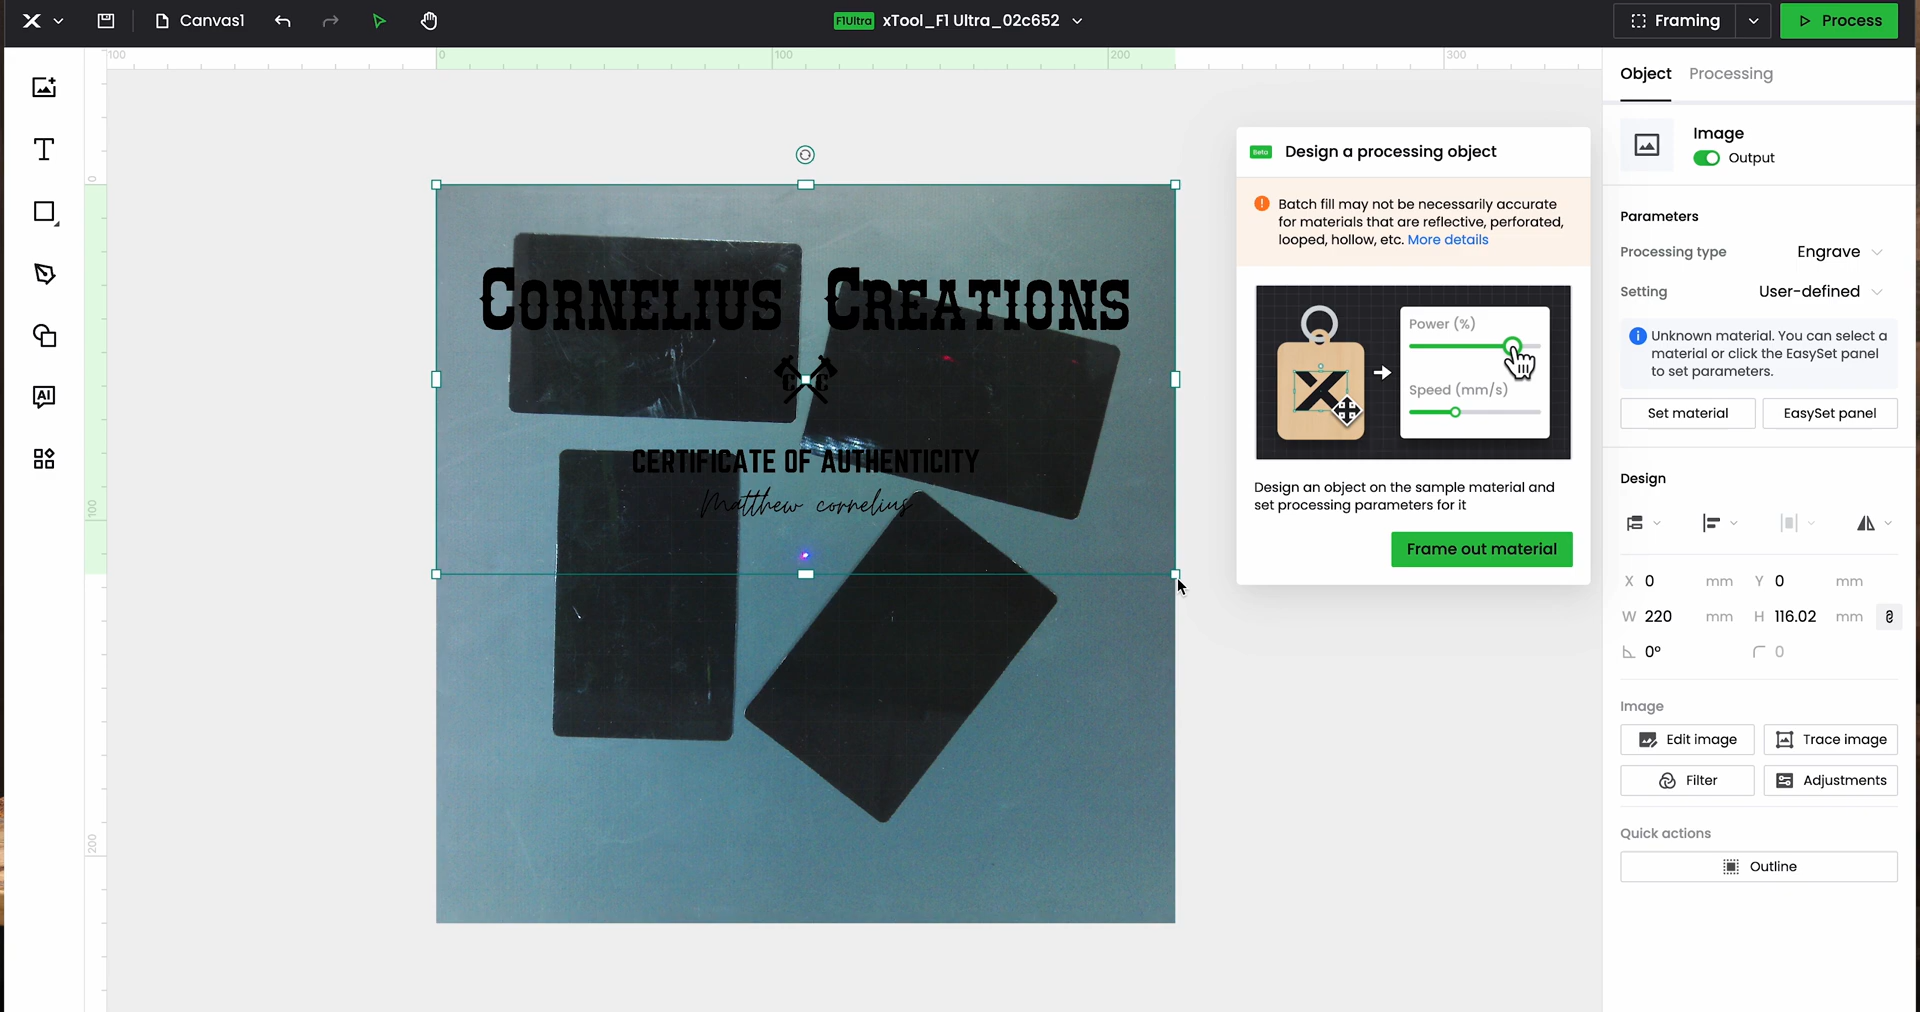 Canvas1
F1Ultra xTool_F1 Ultra_02c652
Framing
Process
100
0
100
200
300
0
100
200
CORNELIUS CREATIONS
C C
CERTIFICATE OF AUTHENTICITY
Matthew cornelius
Beta Design a processing object
Batch fill may not be necessarily accurate
for materials that are reflective, perforated,
looped, hollow, etc. More details
Power (%)
Speed (mm/s)
Design an object on the sample material and
set processing parameters for it
Frame out material
Object Processing
Image
Output
Parameters
Processing type Engrave
Setting User-defined
Unknown material. You can select a
material or click the EasySet panel
to set parameters.
Set material EasySet panel
Design
X 0 mm Y 0 mm
W 220 mm H 116.02 mm
0° 0
Image
Edit image Trace image
Filter Adjustments
Quick actions
Outline
T
AI